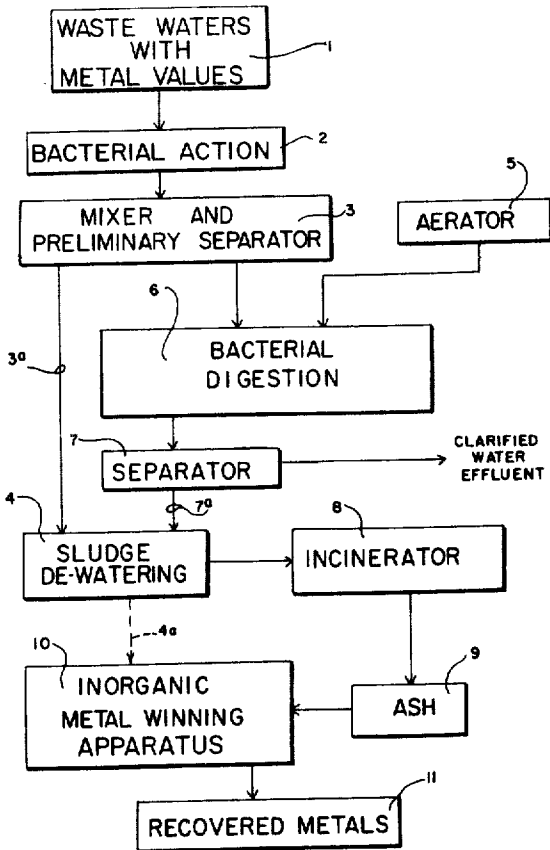 WASTE WATERS
WITH
METAL VALUES
1
BACTERIAL ACTION
2
MIXER AND
PRELIMINARY SEPARATOR
3
5
AERATOR
6
BACTERIAL
DIGESTION
3a
7
SEPARATOR
CLARIFIED
WATER
EFFLUENT
7a
4
SLUDGE
DE-WATERING
8
INCINERATOR
4a
10
INORGANIC
METAL WINNING
APPARATUS
9
ASH
11
RECOVERED METALS